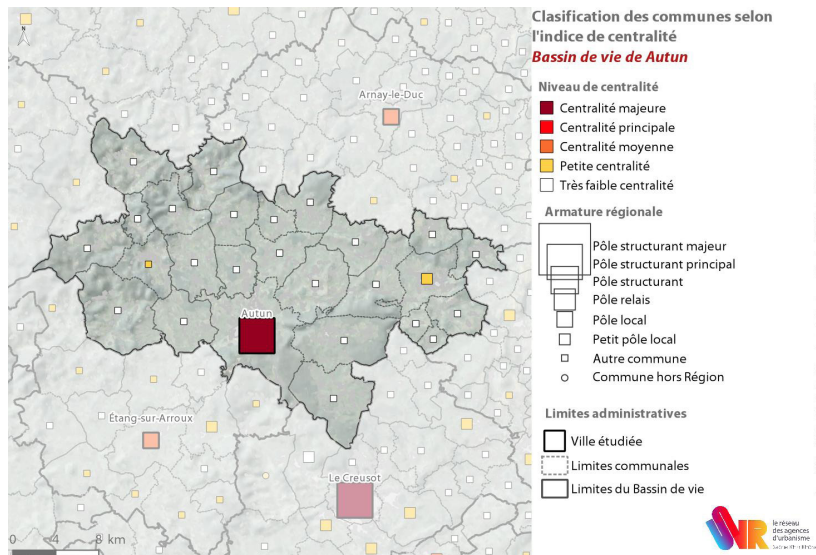 Clasification des communes selon
l'indice de centralité
Bassin de vie de Autun
Niveau de centralité
Centralité majeure
Centralité principale
Centralité moyenne
Petite centralité
Très faible centralité
Armature régionale
Pôle structurant majeur
Pôle structurant principal
Pôle structurant
Pôle relais
Pôle local
Petit pôle local
Autre commune
Commune hors Région
Limites administratives
Ville étudiée
Limites communales
Limites du Bassin de vie
le réseau
des agences
d'urbanisme
N
Arnay-le-Duc
Autun
Étang-sur-Arroux
Le Creusot
0 4 8 km